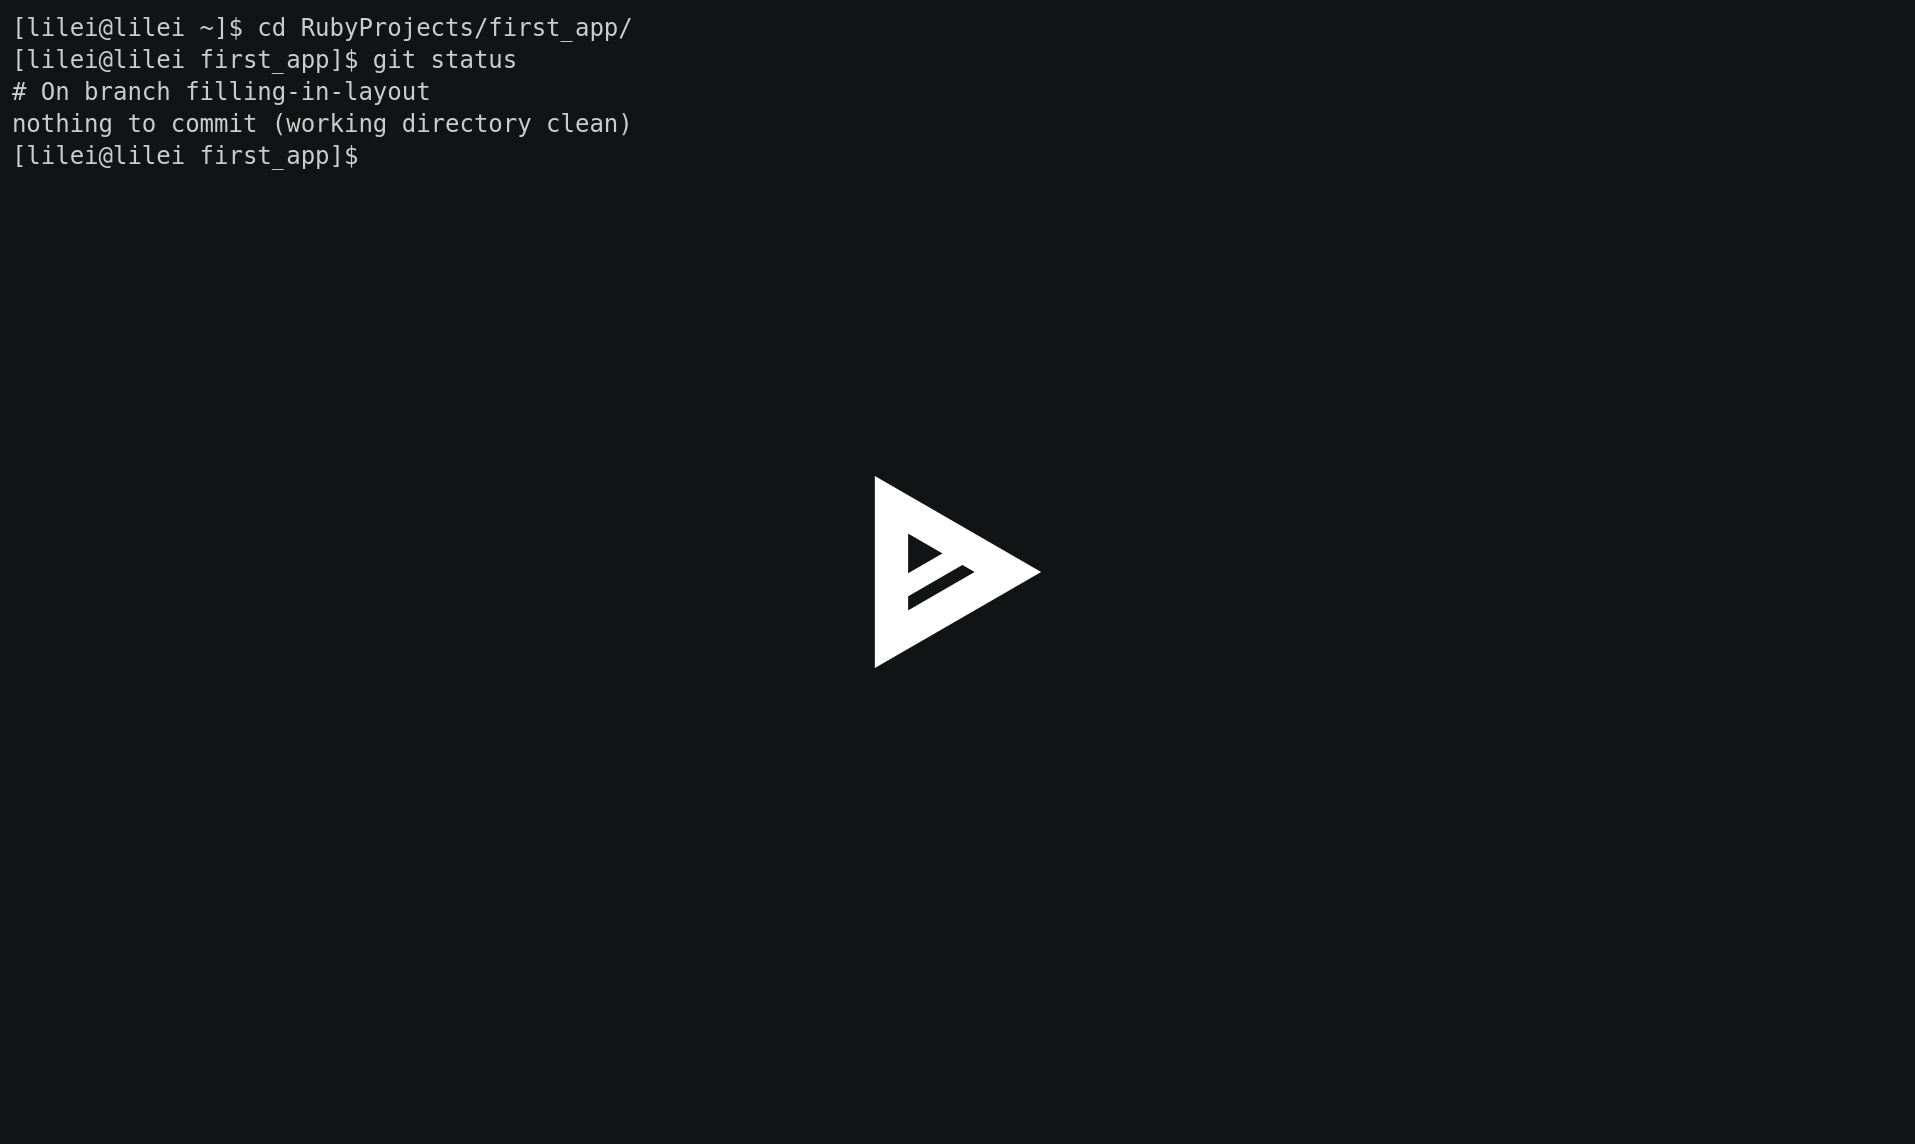 [lilei@lilei ~]$ cd RubyProjects/first_app/
[lilei@lilei first_app]$ git status
# On branch filling-in-layout
nothing to commit (working directory clean)
[lilei@lilei first_app]$